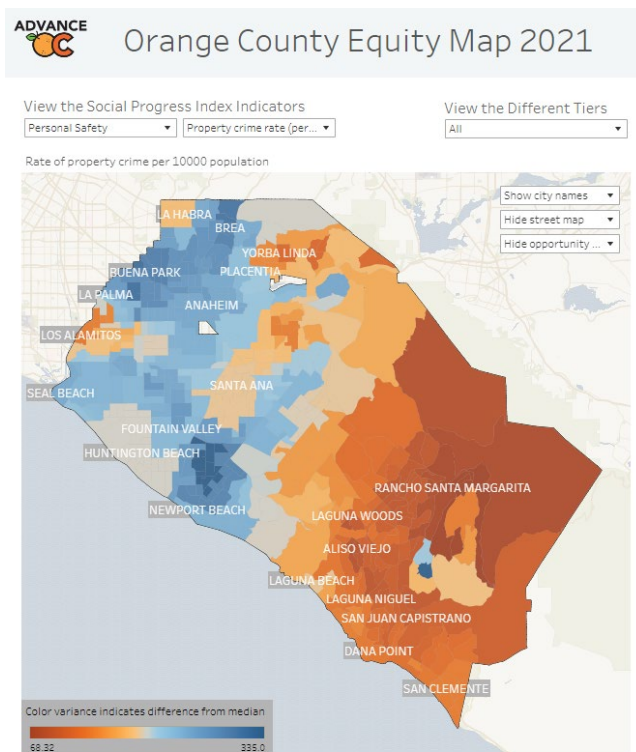 ADVANCE
OC
Orange County Equity Map 2021
View the Social Progress Index Indicators
View the Different Tiers
Personal Safety
Property crime rate (per...
All
Rate of property crime per 10000 population
Show city names
Hide street map
Hide opportunity ...
LA HABRA
BREA
YORBA LINDA
BUENA PARK
PLACENTIA
LA PALMA
ANAHEIM
LOS ALAMITOS
SANTA ANA
SEAL BEACH
FOUNTAIN VALLEY
HUNTINGTON BEACH
RANCHO SANTA MARGARITA
NEWPORT BEACH
LAGUNA WOODS
ALISO VIEJO
LAGUNA BEACH
LAGUNA NIGUEL
SAN JUAN CAPISTRANO
DANA POINT
SAN CLEMENTE
Color variance indicates difference from median
68.32
335.0